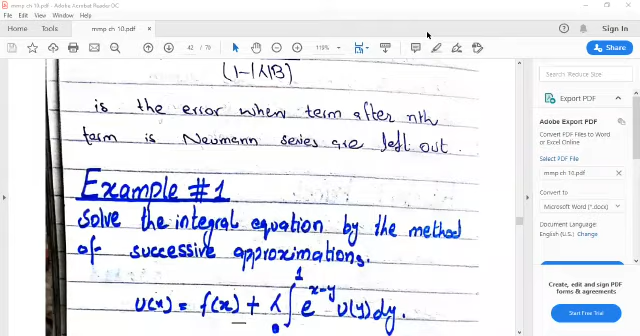 mmp ch 10.pdf - Adobe Acrobat Reader DC
File Edit View Window Help
Home Tools mmp ch 10.pdf × Sign In
42 / 70 119% Share
(1-|λ|B)
is the error when term after nth
term is Neumann series are left out.
Example #1
Solve the integral equation by the method
of successive approximations.
u(x) = f(x) + λ∫₀¹ e^(x-y) u(y)dy.
Search 'Reduce Size'
Export PDF
Adobe Export PDF
Convert PDF Files to Word
or Excel Online
Select PDF File
mmp ch 10.pdf ×
Convert to
Microsoft Word (*.docx)
Document Language:
English (U.S.) Change
Create, edit and sign PDF
forms & agreements
Start Free Trial